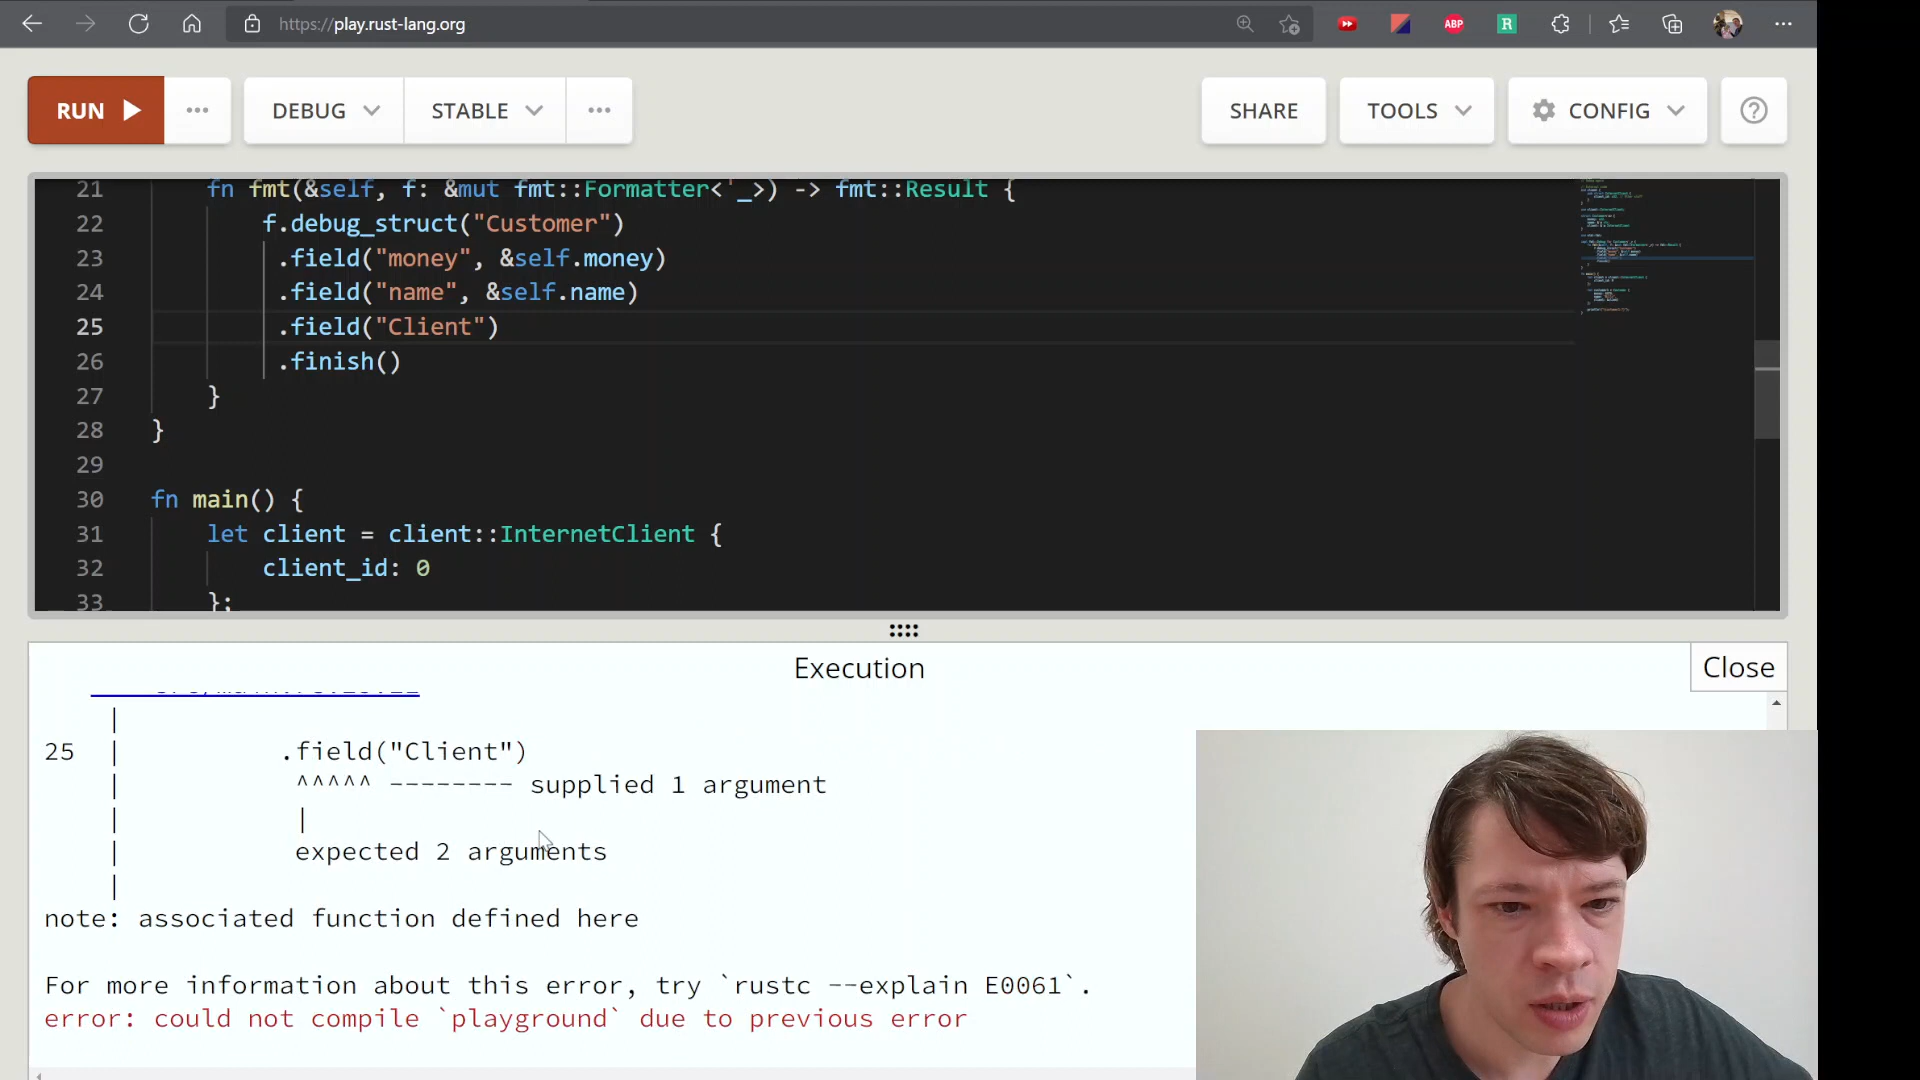 https://play.rust-lang.org
ABP
R
RUN
DEBUG
STABLE
SHARE
TOOLS
CONFIG
21 fn fmt(&self, f: &mut fmt::Formatter<'_>) -> fmt::Result {
22 f.debug_struct("Customer")
23 .field("money", &self.money)
24 .field("name", &self.name)
25 .field("Client")
26 .finish()
27 }
28 }
29
30 fn main() {
31 let client = client::InternetClient {
32 client_id: 0
33 };
Execution
Close
|
25 | .field("Client")
| ^^^^^ -------- supplied 1 argument
| |
| expected 2 arguments
|
note: associated function defined here
For more information about this error, try `rustc --explain E0061`.
error: could not compile `playground` due to previous error